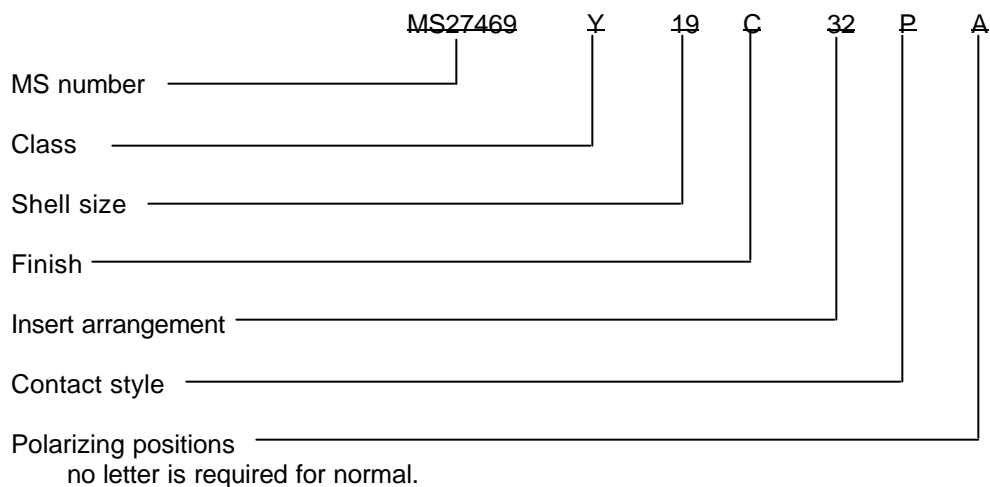 MS27469 Y 19 C 32 P A
MS number
Class
Shell size
Finish
Insert arrangement
Contact style
Polarizing positions
no letter is required for normal.